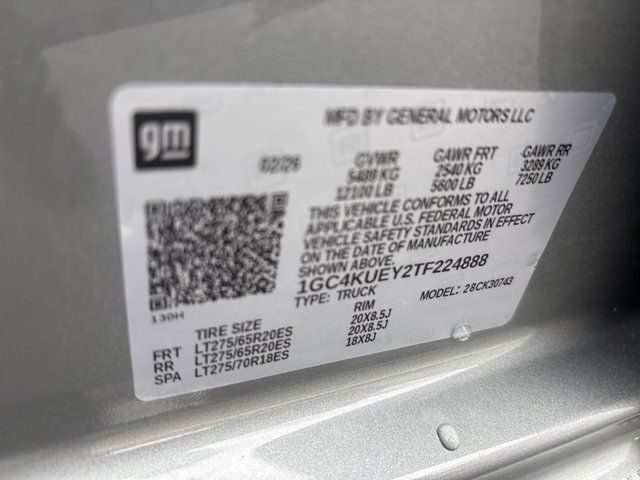 gm
MFD BY GENERAL MOTORS LLC
02/26
GVWR
5488 KG
12100 LB
GAWR FRT
2540 KG
5600 LB
GAWR RR
3289 KG
7250 LB
THIS VEHICLE CONFORMS TO ALL
APPLICABLE U.S. FEDERAL MOTOR
VEHICLE SAFETY STANDARDS IN EFFECT
ON THE DATE OF MANUFACTURE
SHOWN ABOVE.
1GC4KUEY2TF224888
TYPE: TRUCK
MODEL: 28CK30743
130H
TIRE SIZE RIM
FRT LT275/65R20ES 20X8.5J
RR LT275/65R20ES 20X8.5J
SPA LT275/70R18ES 18X8J